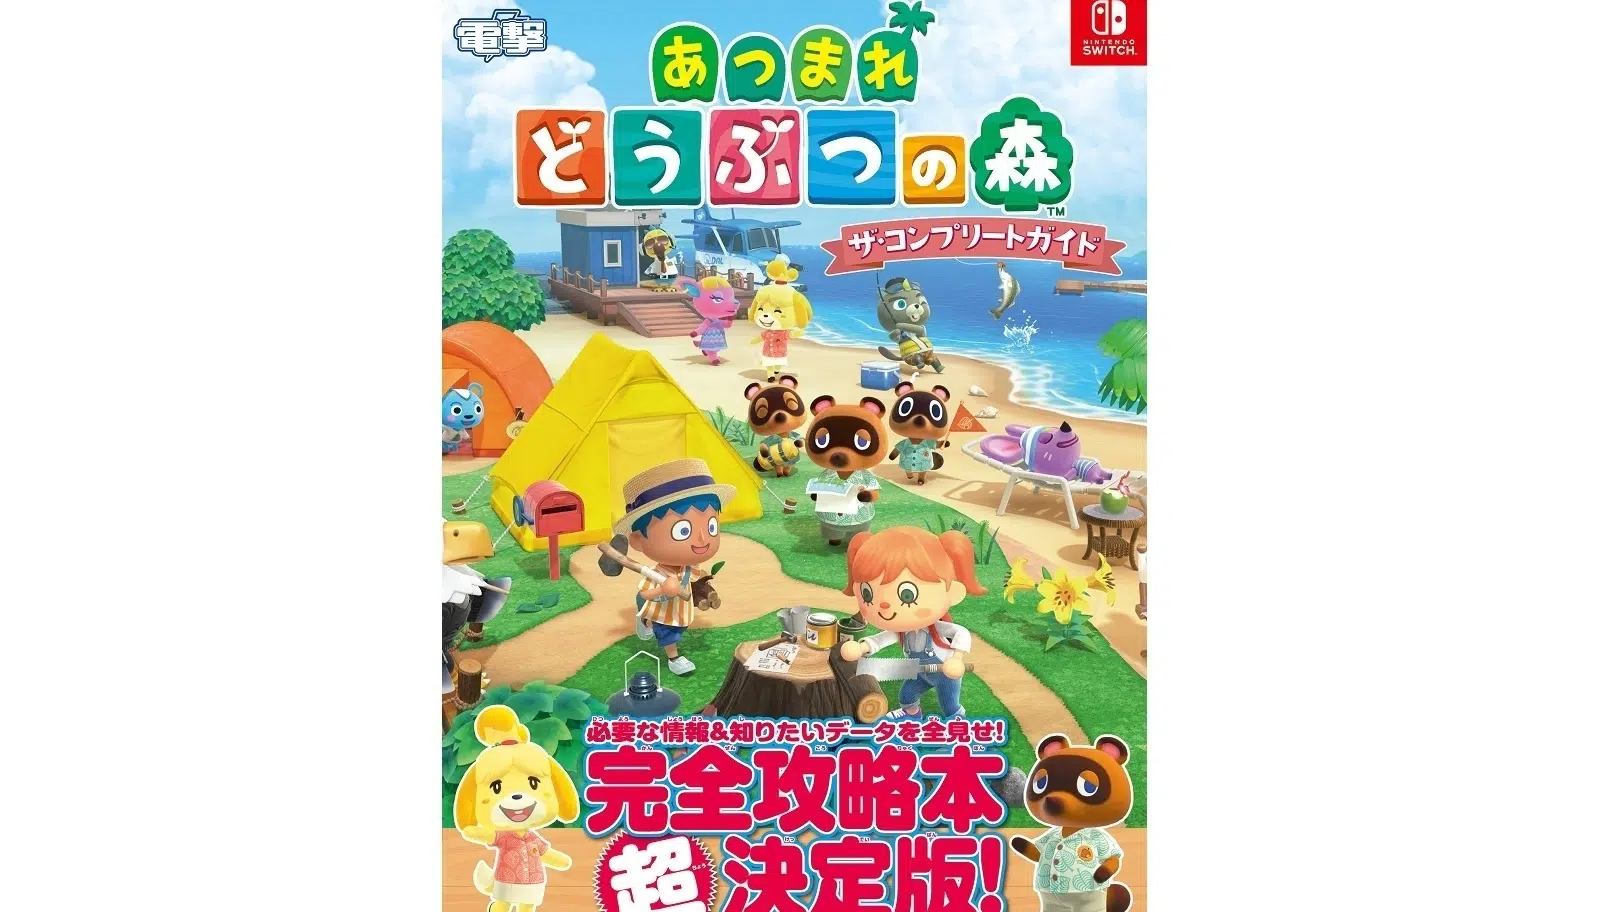 電撃
NINTENDO
SWITCH.
あつまれ
どうぶつの森
TM
ザ・コンプリートガイド
DAL
必要な情報&知りたいデータを全見せ!
完全攻略本
超決定版!